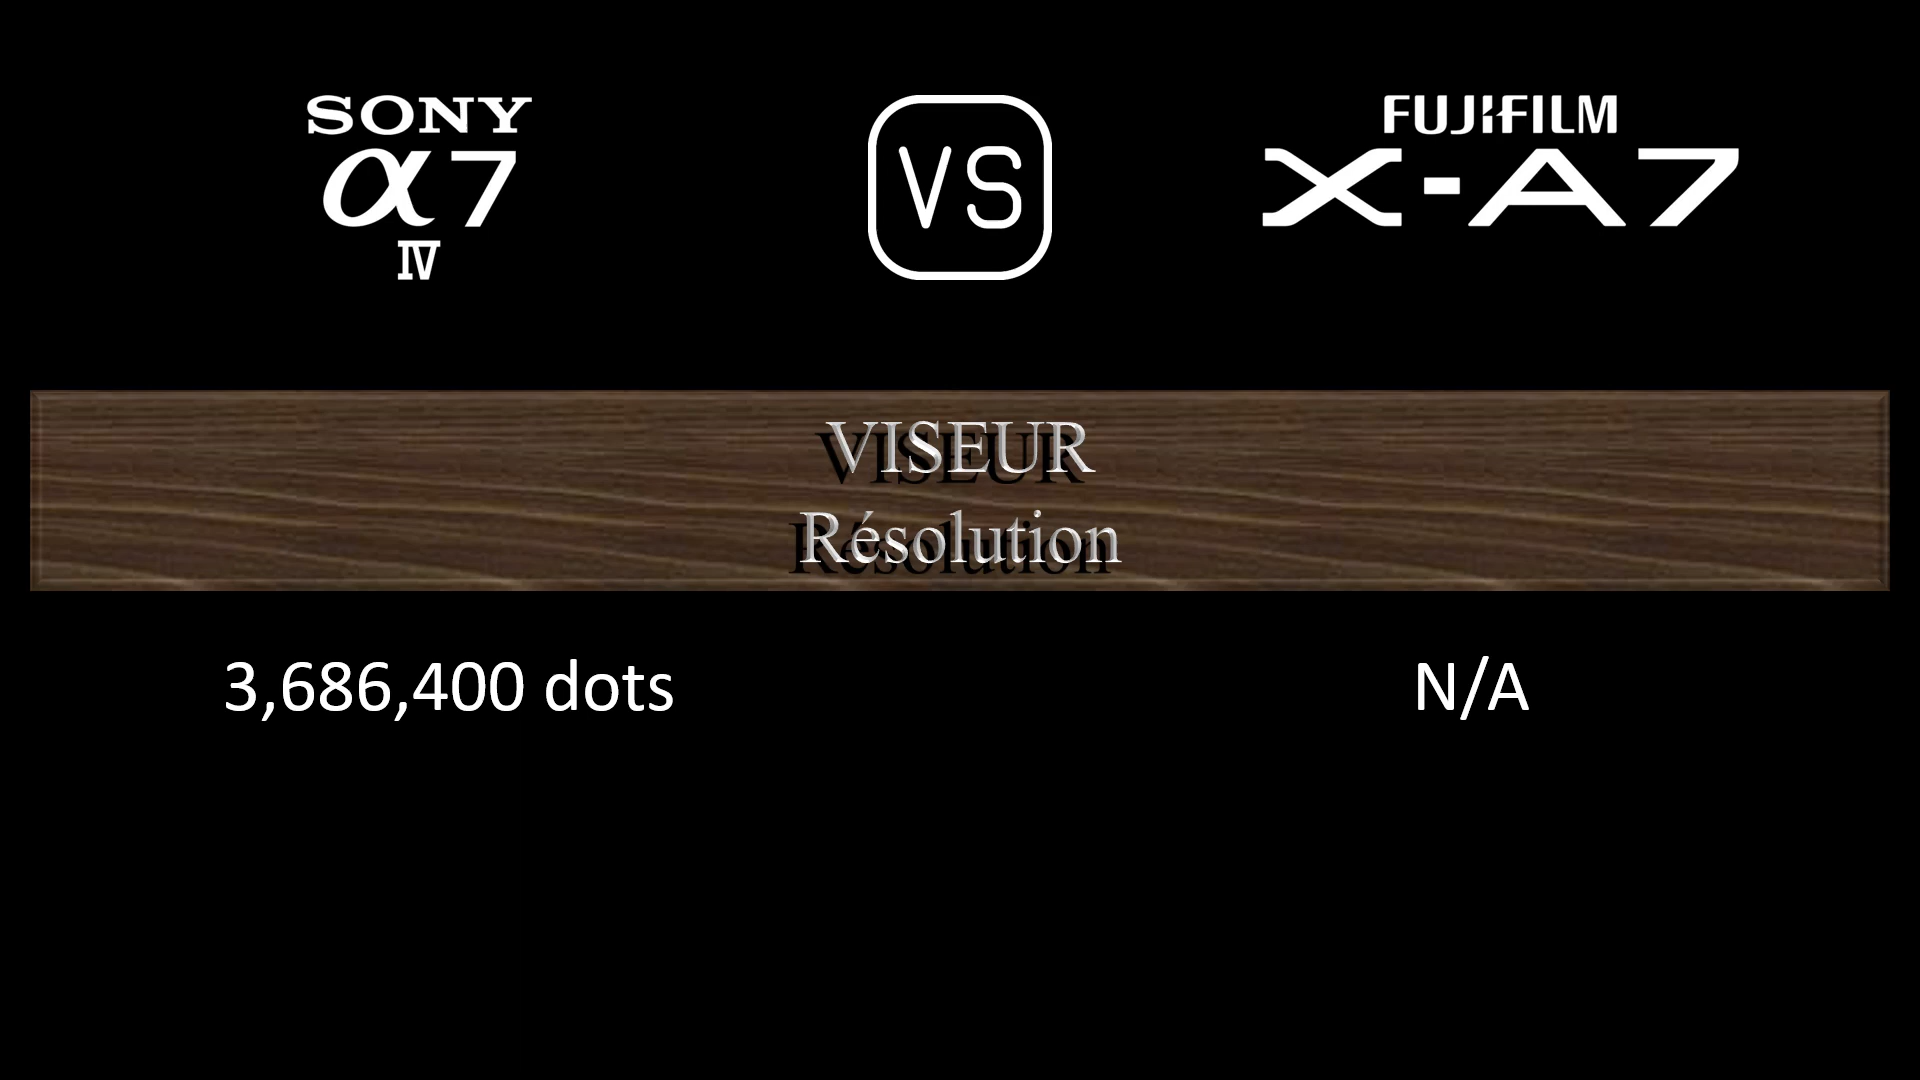 SONY
α7
IV
VS
FUJIFILM
X-A7
VISEUR
Résolution
3,686,400 dots
N/A